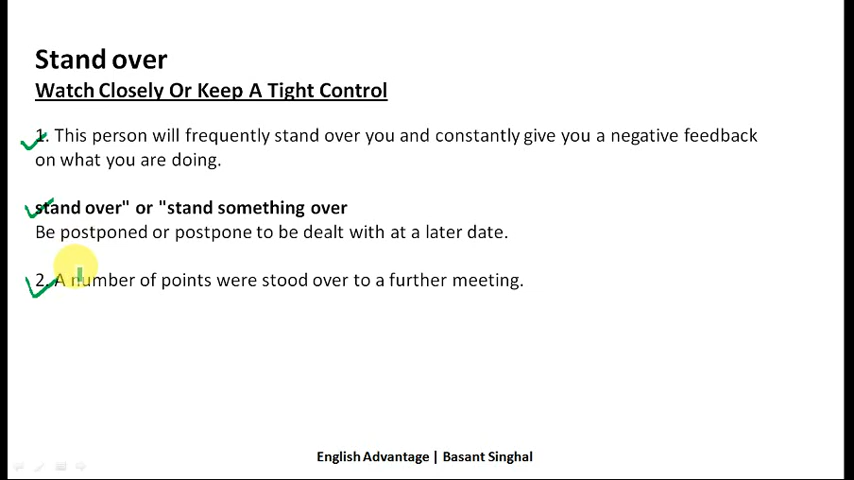 Stand over
Watch Closely Or Keep A Tight Control
1. This person will frequently stand over you and constantly give you a negative feedback
on what you are doing.
stand over" or "stand something over
Be postponed or postpone to be dealt with at a later date.
2. A number of points were stood over to a further meeting.
English Advantage | Basant Singhal